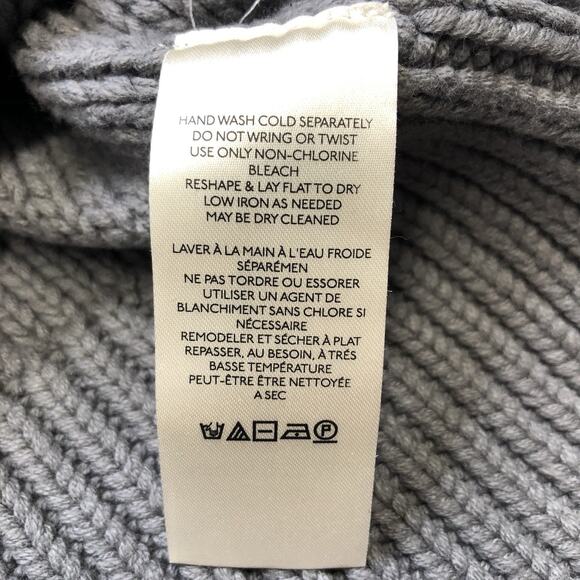 HAND WASH COLD SEPARATELY
DO NOT WRING OR TWIST
USE ONLY NON-CHLORINE
BLEACH
RESHAPE & LAY FLAT TO DRY
LOW IRON AS NEEDED
MAY BE DRY CLEANED
LAVER À LA MAIN À L'EAU FROIDE
SÉPARÉMEN
NE PAS TORDRE OU ESSORER
UTILISER UN AGENT DE
BLANCHIMENT SANS CHLORE SI
NÉCESSAIRE
REMODELER ET SÉCHER À PLAT
REPASSER, AU BESOIN, À TRÉS
BASSE TEMPÉRATURE
PEUT-ÊTRE ÊTRE NETTOYÉE
A SEC
P